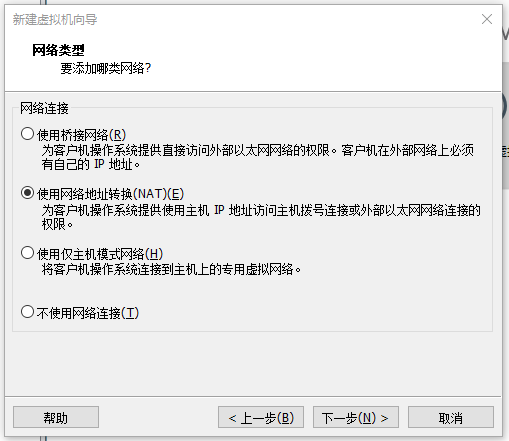 新建虚拟机向导
网络类型
要添加哪类网络?
网络连接
使用桥接网络(R)
为客户机操作系统提供直接访问外部以太网网络的权限。客户机在外部网络上必须
有自己的 IP 地址。
使用网络地址转换(NAT)(E)
为客户机操作系统提供使用主机 IP 地址访问主机拨号连接或外部以太网网络连接的
权限。
使用仅主机模式网络(H)
将客户机操作系统连接到主机上的专用虚拟网络。
不使用网络连接(T)
帮助
< 上一步(B)
下一步(N) >
取消